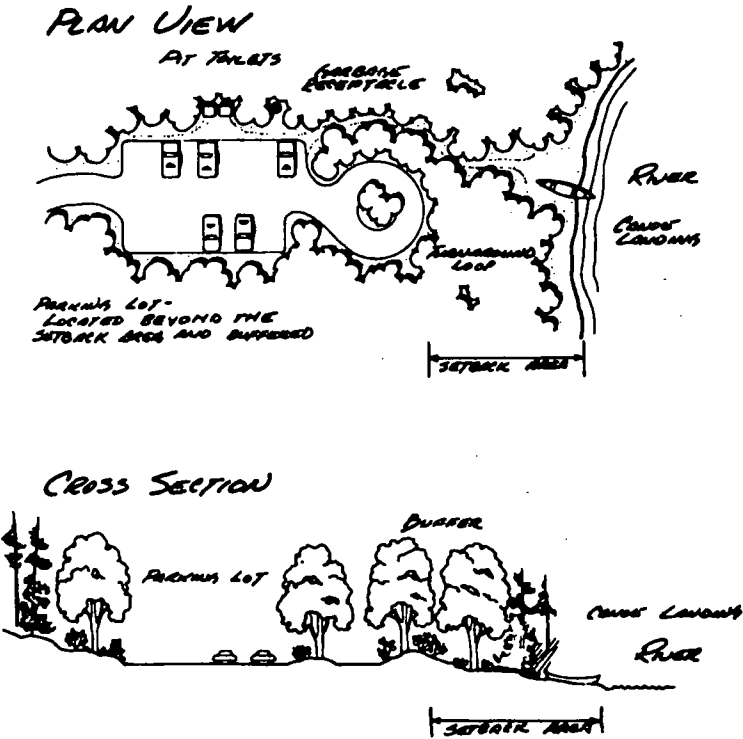 PLAN VIEW
PIT TOILETS
GARBAGE
RECEPTACLE
RIVER
CANOE
LANDING
TURNAROUND
LOOP
PARKING LOT-
LOCATED BEYOND THE
SETBACK AREA AND BUFFERED
SETBACK AREA
CROSS SECTION
BUFFER
PARKING LOT
CANOE LANDING
RIVER
SETBACK AREA